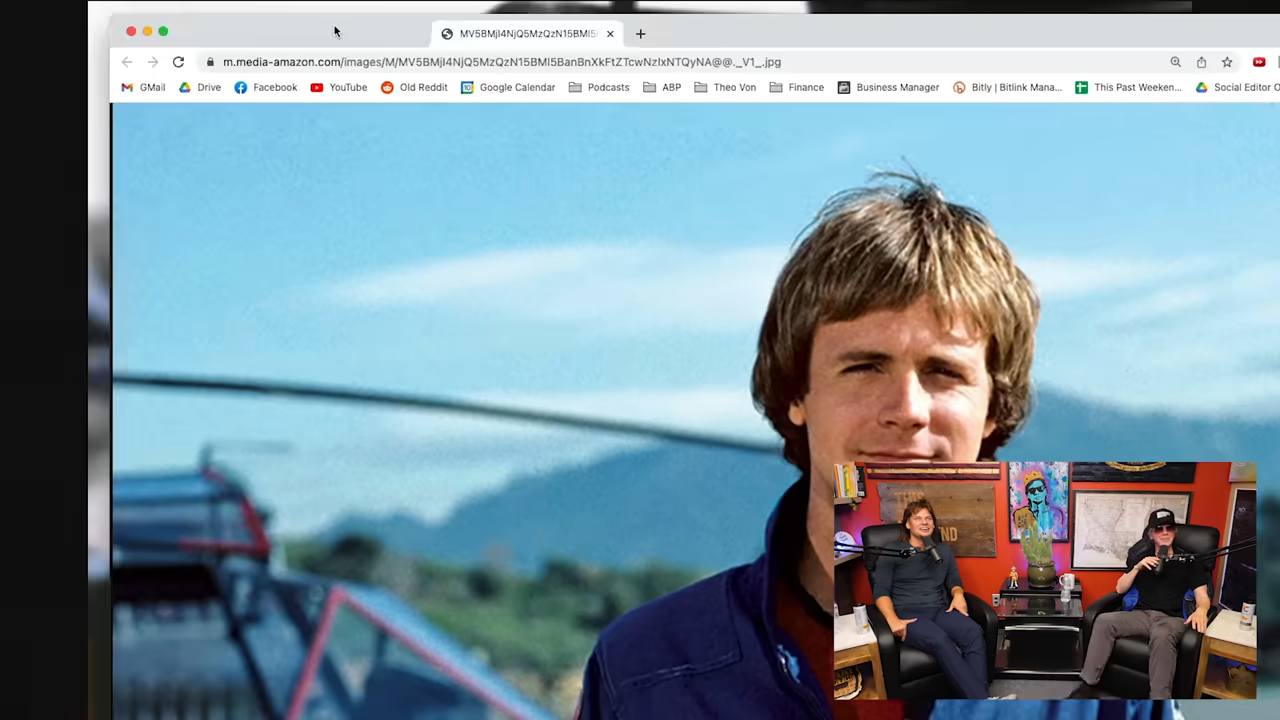 MV5BMjI4NjQ5MzQzN15BMl5
m.media-amazon.com/images/M/MV5BMjI4NjQ5MzQzN15BMl5BanBnXkFtZTcwNzIxNTQyNA@@._V1_.jpg
GMail Drive Facebook YouTube Old Reddit Google Calendar Podcasts ABP Theo Von Finance Business Manager Bitly | Bitlink Mana... This Past Weeken... Social Editor O